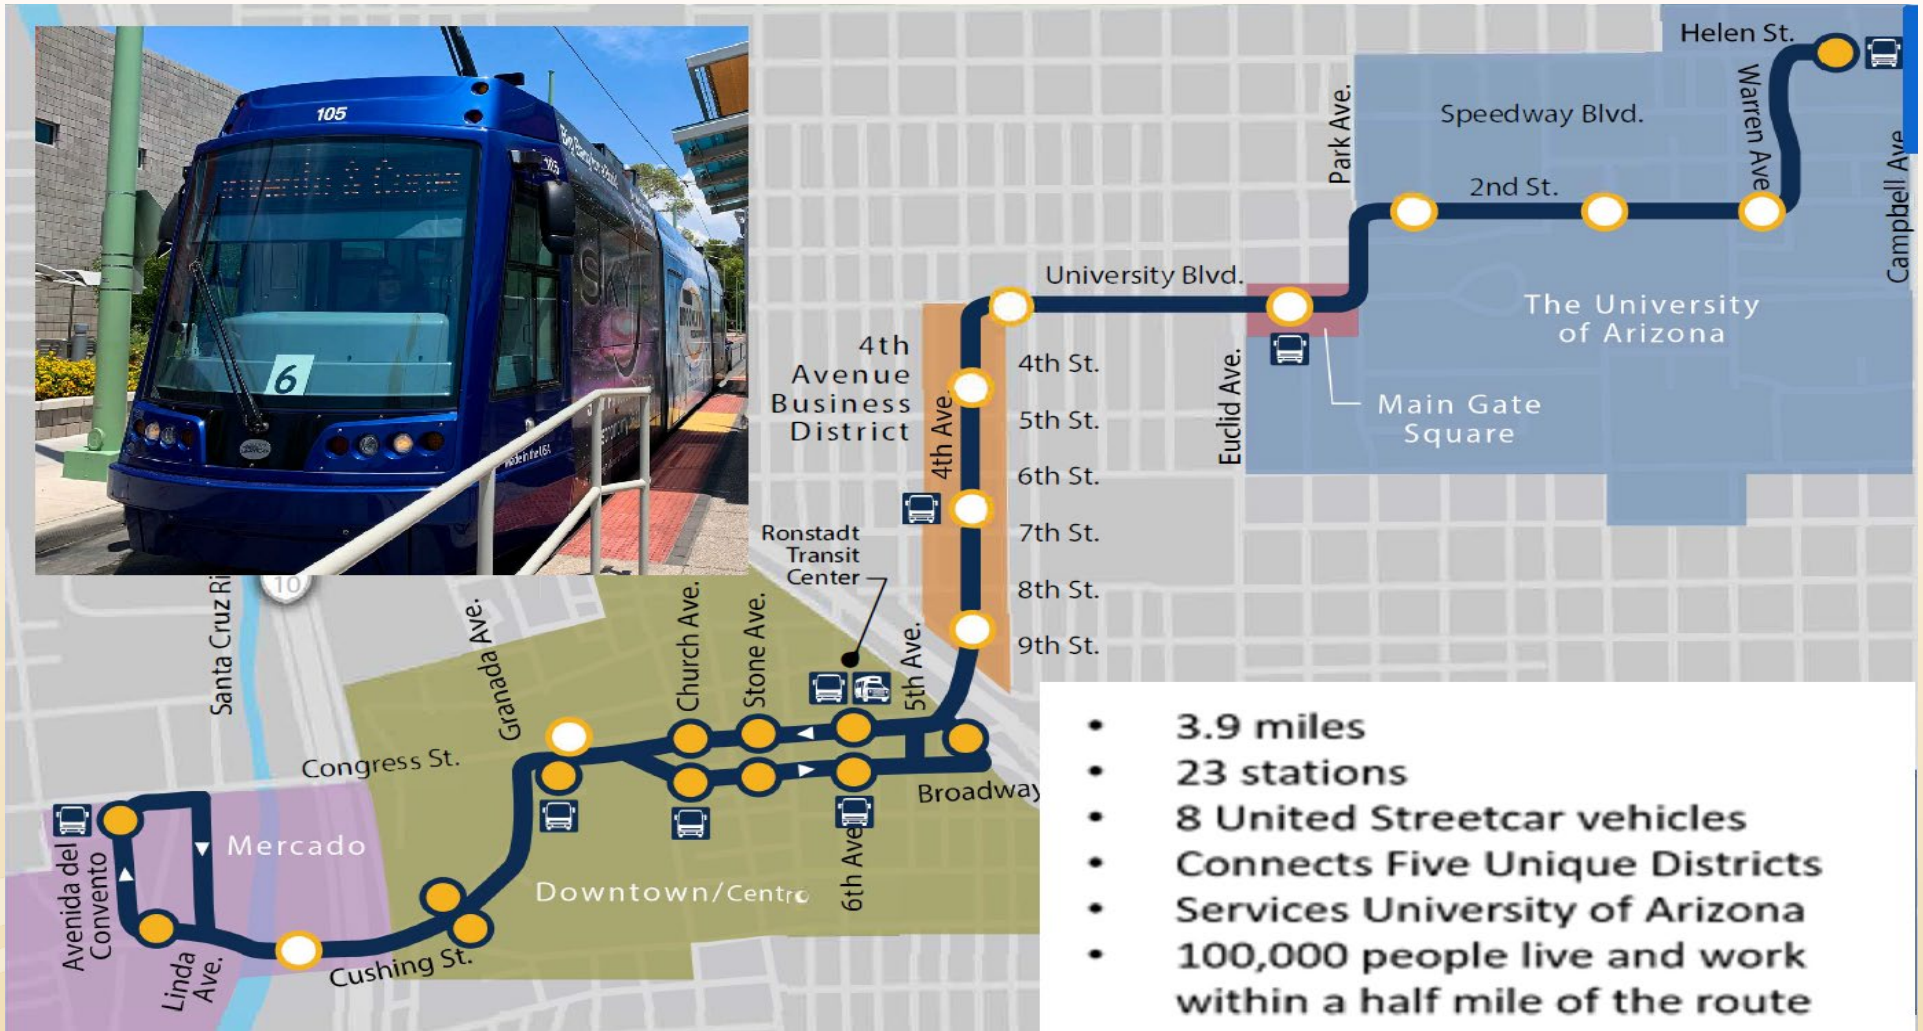 105
105
6
made in the USA
10
Santa Cruz
Helen St.
Warren Ave
Campbell Ave
Park Ave.
Speedway Blvd.
2nd St.
University Blvd.
The University
of Arizona
Main Gate
Square
Euclid Ave.
4th
Avenue
Business
District
4th Ave.
4th St.
5th St.
6th St.
7th St.
8th St.
9th St.
Ronstadt
Transit
Center
5th Ave.
Stone Ave.
Church Ave.
Granada Ave.
Congress St.
Broadway
6th Ave
Downtown/Centro
Mercado
Avenida del
Convento
Linda
Ave.
Cushing St.
• 3.9 miles
• 23 stations
• 8 United Streetcar vehicles
• Connects Five Unique Districts
• Services University of Arizona
• 100,000 people live and work
within a half mile of the route